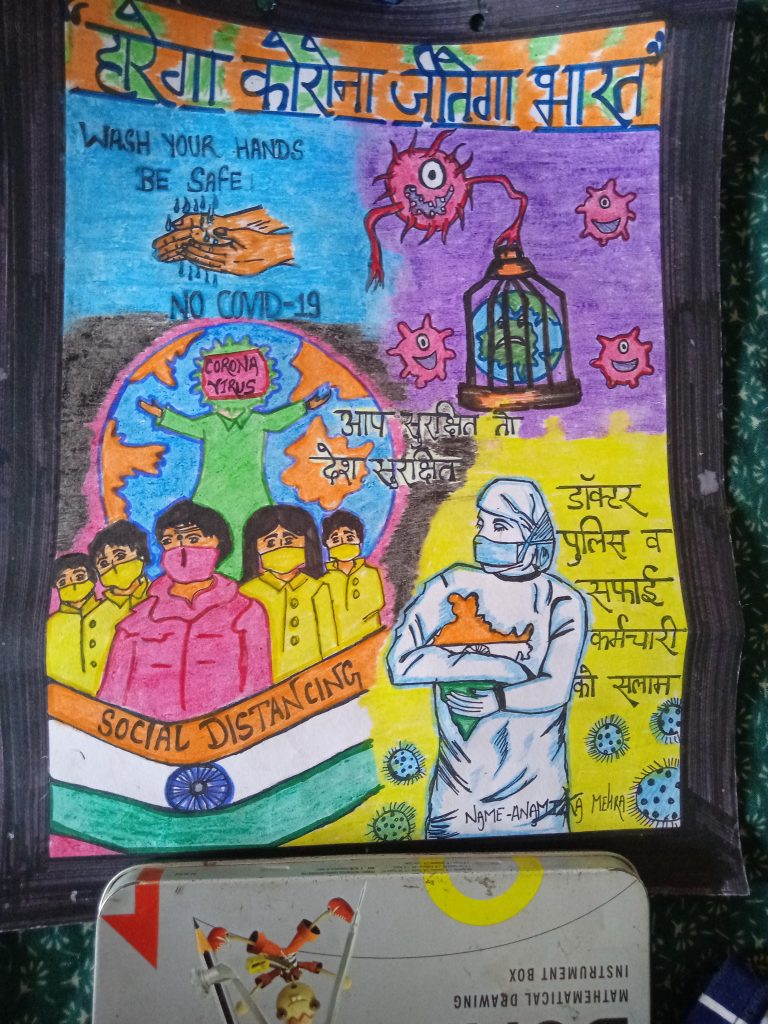 "हारेगा कोरोना जीतेगा भारत"
WASH YOUR HANDS
BE SAFE
NO COVID-19
CORONA
VIRUS
आप सुरक्षित तो
देश सुरक्षित
डॉक्टर
पुलिस व
सफाई
कर्मचारी
को सलाम
SOCIAL DISTANCING
NAME-ANAMIKA MEHRA
MATHEMATICAL DRAWING
INSTRUMENT BOX